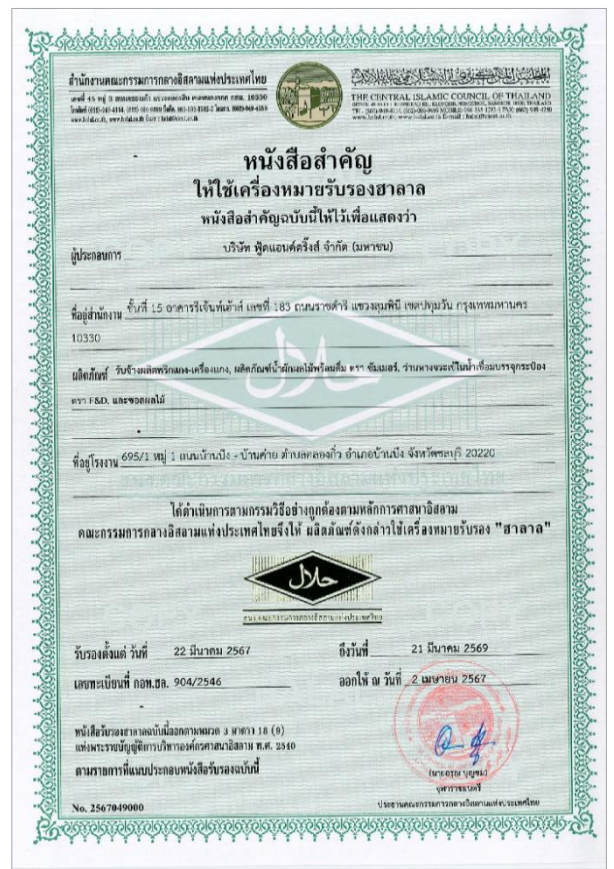 สำนักงานคณะกรรมการกลางอิสลามแห่งประเทศไทย
THE CENTRAL ISLAMIC COUNCIL OF THAILAND
หนังสือสำคัญ
ให้ใช้เครื่องหมายรับรองฮาลาล
หนังสือสำคัญฉบับนี้ให้ไว้เพื่อแสดงว่า
ผู้ประกอบการ บริษัท ฟู้ดแอนด์ดริ๊งส์ จำกัด (มหาชน)
ที่อยู่สำนักงาน ชั้นที่ 15 อาคารรีเจ้นท์เฮ้าส์ เลขที่ 183 ถนนราชดำริ แขวงลุมพินี เขตปทุมวัน กรุงเทพมหานคร
10330
حلال
ผลิตภัณฑ์ รับจ้างผลิตพริกแกง-เครื่องแกง, ผลิตภัณฑ์น้ำผักผลไม้พร้อมดื่ม ตรา ซัมเมอร์, ว่านหางจระเข้ในน้ำเชื่อมบรรจุกระป๋อง
ตรา F&D. และซอสผลไม้
ที่อยู่โรงงาน 695/1 หมู่ 1 ถนนบ้านบึง - บ้านค่าย ตำบลคลองกิ่ว อำเภอบ้านบึง จังหวัดชลบุรี 20220
ได้ดำเนินการตามกรรมวิธีอย่างถูกต้องตามหลักการศาสนาอิสลาม
คณะกรรมการกลางอิสลามแห่งประเทศไทยจึงให้ ผลิตภัณฑ์ดังกล่าวใช้เครื่องหมายรับรอง "ฮาลาล"
حلال
รับรองตั้งแต่ วันที่ 22 มีนาคม 2567 ถึงวันที่ 21 มีนาคม 2569
เลขทะเบียนที่ กอท.ฮล. 904/2546 ออกให้ ณ วันที่ 2 เมษายน 2567
หนังสือรับรองฮาลาลฉบับนี้ออกตามหมวด 3 มาตรา 18 (9)
แห่งพระราชบัญญัติการบริหารองค์กรศาสนาอิสลาม พ.ศ. 2540
ตามรายการที่แนบประกอบหนังสือรับรองฉบับนี้
(นายอรุณ บุญชม)
จุฬาราชมนตรี
ประธานคณะกรรมการกลางอิสลามแห่งประเทศไทย
No. 2567049000